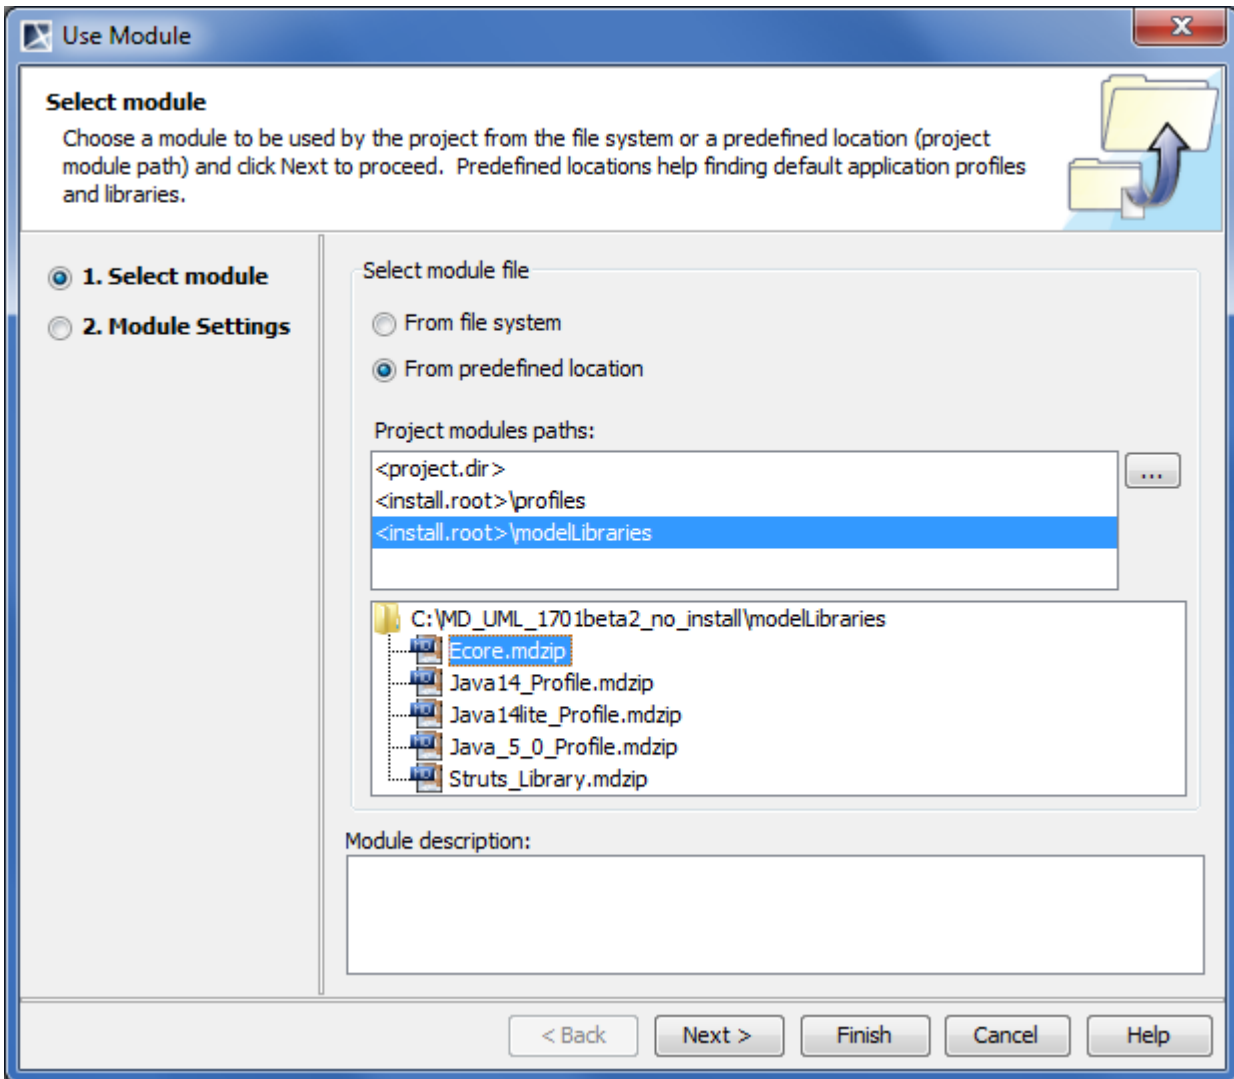 Use Module
Select module
Choose a module to be used by the project from the file system or a predefined location (project
module path) and click Next to proceed.  Predefined locations help finding default application profiles
and libraries.
1. Select module
2. Module Settings
Select module file
From file system
From predefined location
Project modules paths:
<project.dir>
...
<install.root>\profiles
<install.root>\modelLibraries
C:\MD_UML_1701beta2_no_install\modelLibraries
Ecore.mdzip
Java14_Profile.mdzip
Java14lite_Profile.mdzip
Java_5_0_Profile.mdzip
Struts_Library.mdzip
Module description:
< Back
Next >
Finish
Cancel
Help